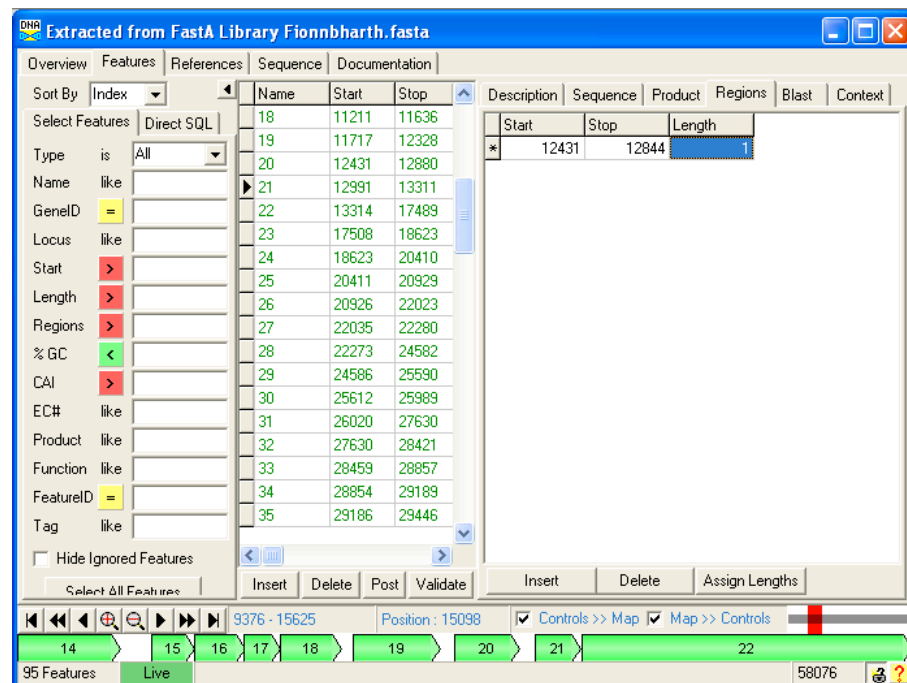 DNA Extracted from FastA Library Fionnbharth.fasta
Overview Features References Sequence Documentation
Sort By Index
Select Features Direct SQL
Type is All
Name like
GeneID =
Locus like
Start >
Length >
Regions >
% GC <
CAI >
EC# like
Product like
Function like
FeatureID =
Tag like
Hide Ignored Features
Select All Features
Name Start Stop
18 11211 11636
19 11717 12328
20 12431 12880
21 12991 13311
22 13314 17489
23 17508 18623
24 18623 20410
25 20411 20929
26 20926 22023
27 22035 22280
28 22273 24582
29 24586 25590
30 25612 25989
31 26020 27630
32 27630 28421
33 28459 28857
34 28854 29189
35 29186 29446
Insert Delete Post Validate
Description Sequence Product Regions Blast Context
Start Stop Length
* 12431 12844 1
Insert Delete Assign Lengths
9376 - 15625 Position : 15098 Controls >> Map Map >> Controls
14 15 16 17 18 19 20 21 22
95 Features Live 58076 ?